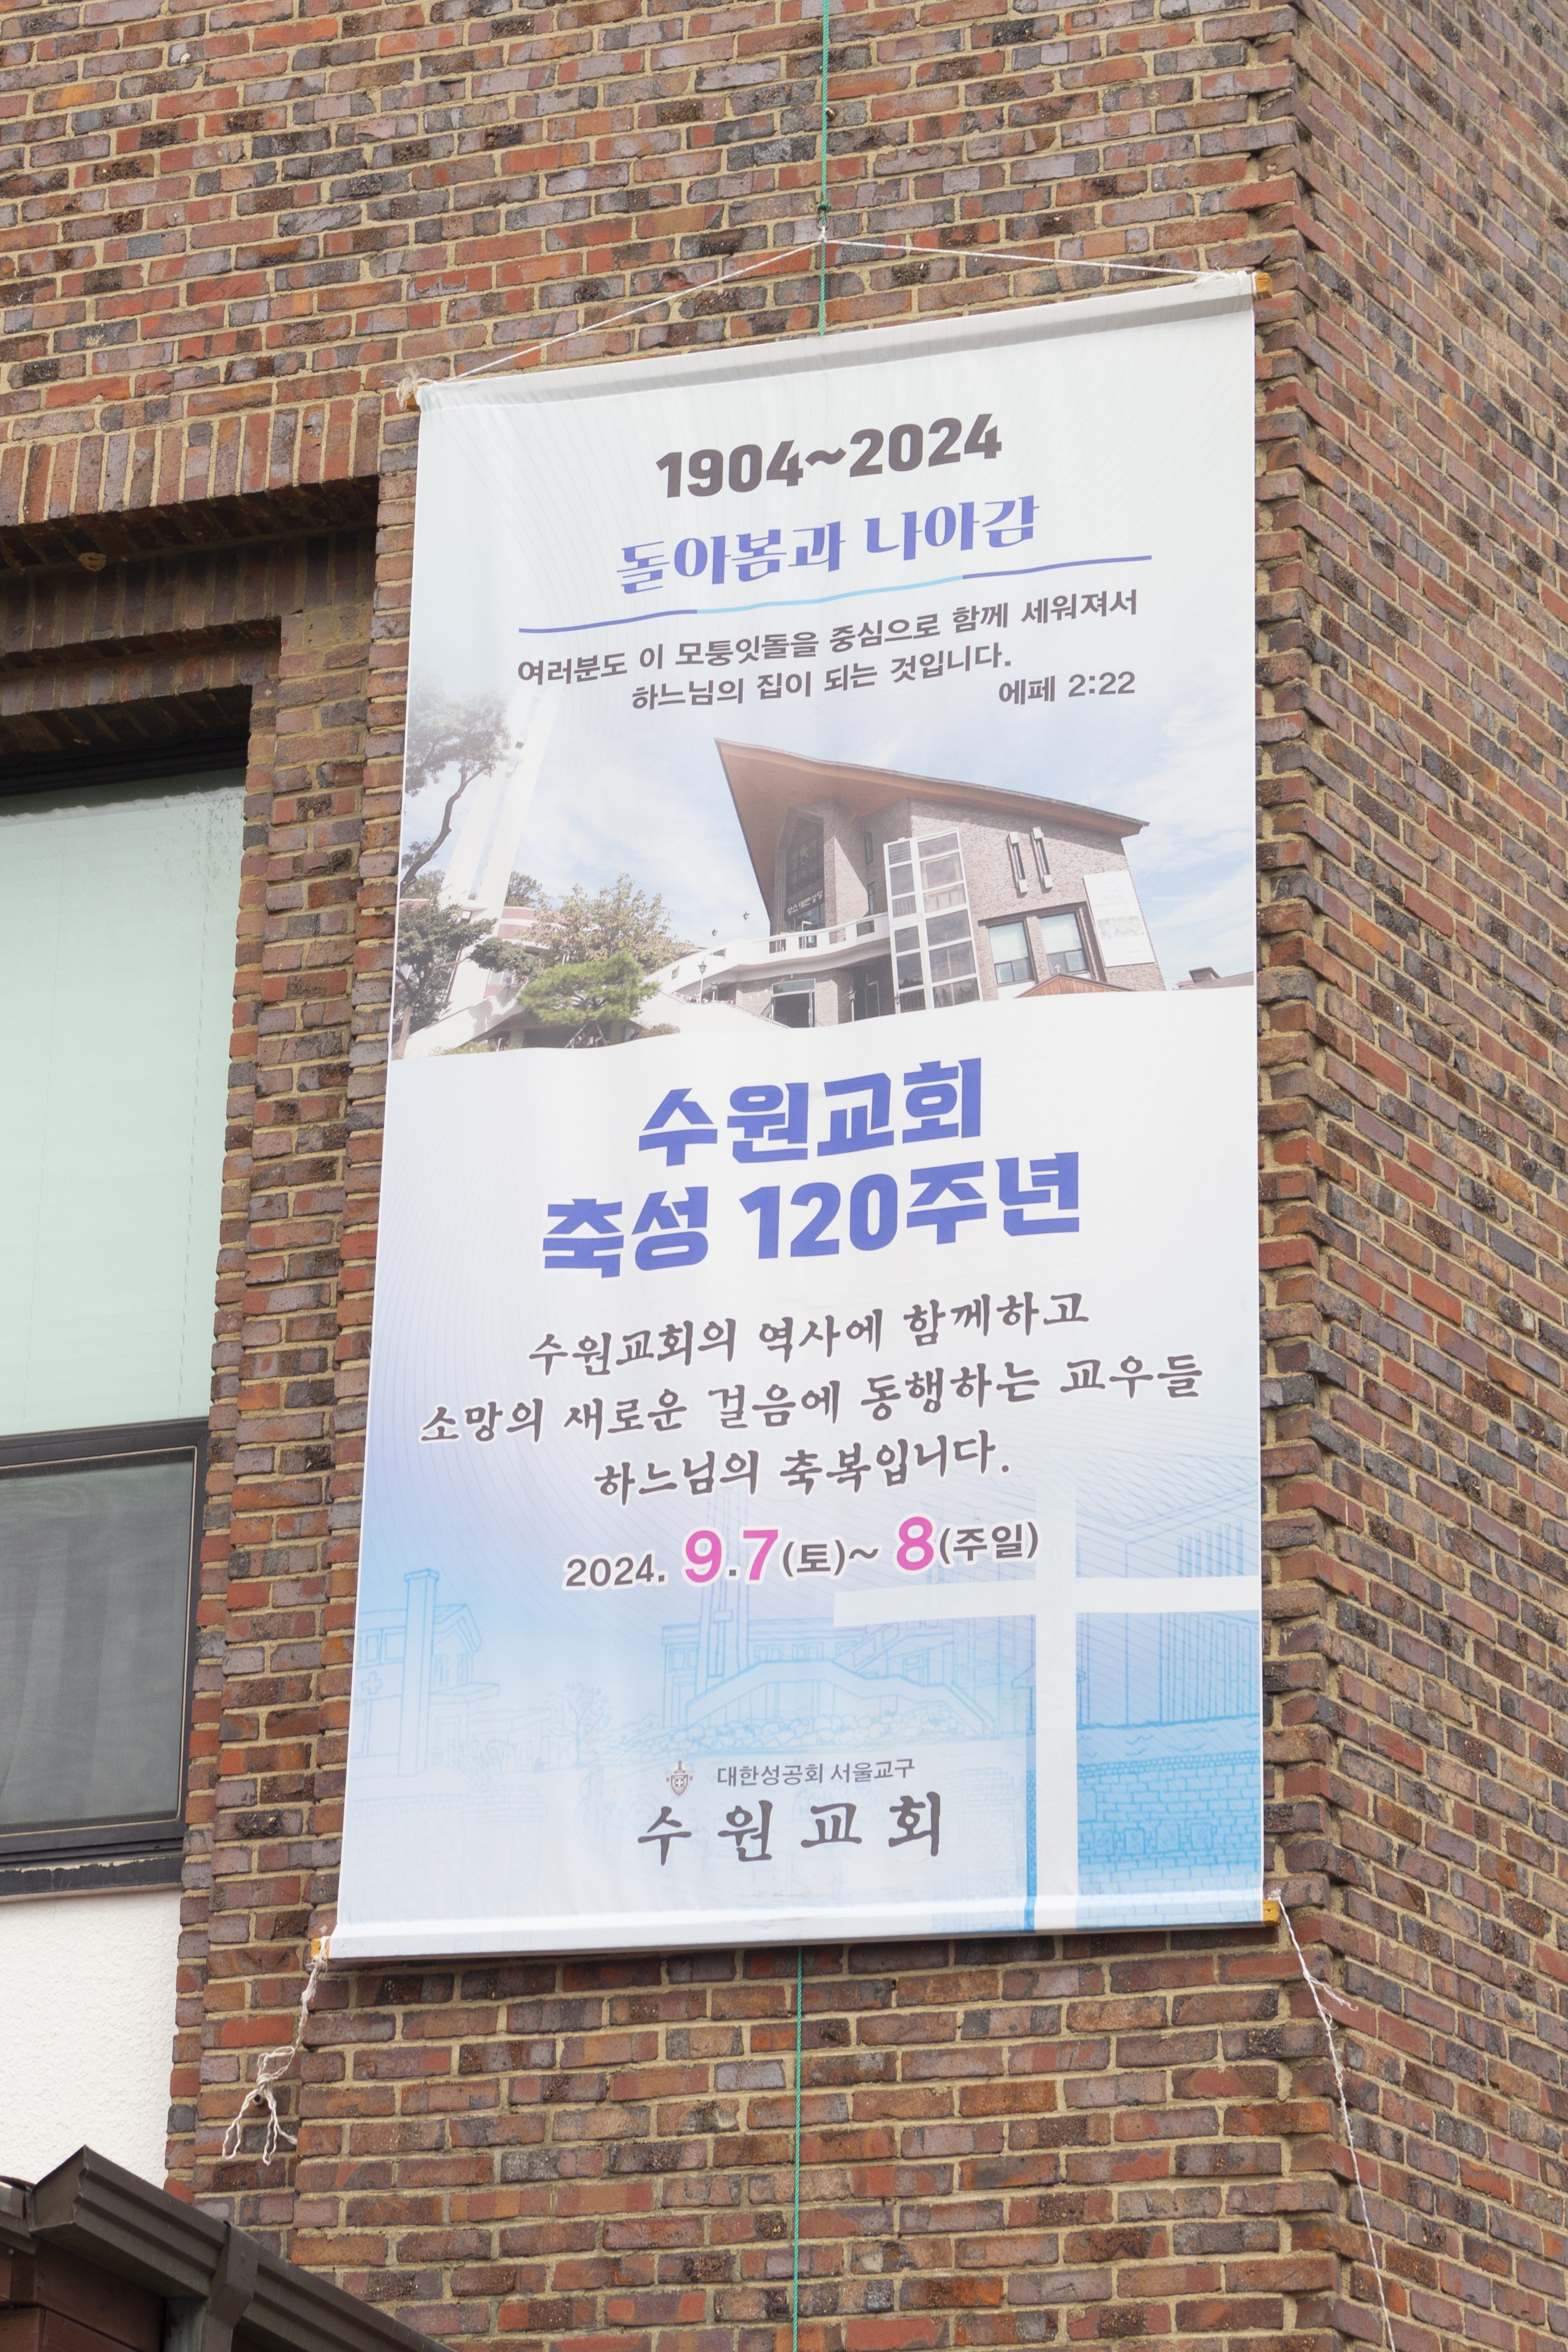 1904~2024
돌아봄과 나아감
여러분도 이 모퉁잇돌을 중심으로 함께 세워져서
하느님의 집이 되는 것입니다.
에페 2:22
수원교회
축성 120주년
수원교회의 역사에 함께하고
소망의 새로운 걸음에 동행하는 교우들
하느님의 축복입니다.
2024. 9.7(토)~ 8(주일)
대한성공회 서울교구
수원교회